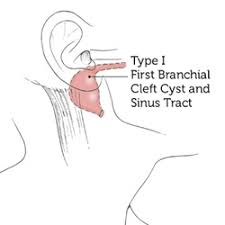 Type I
First Branchial
Cleft Cyst and
Sinus Tract